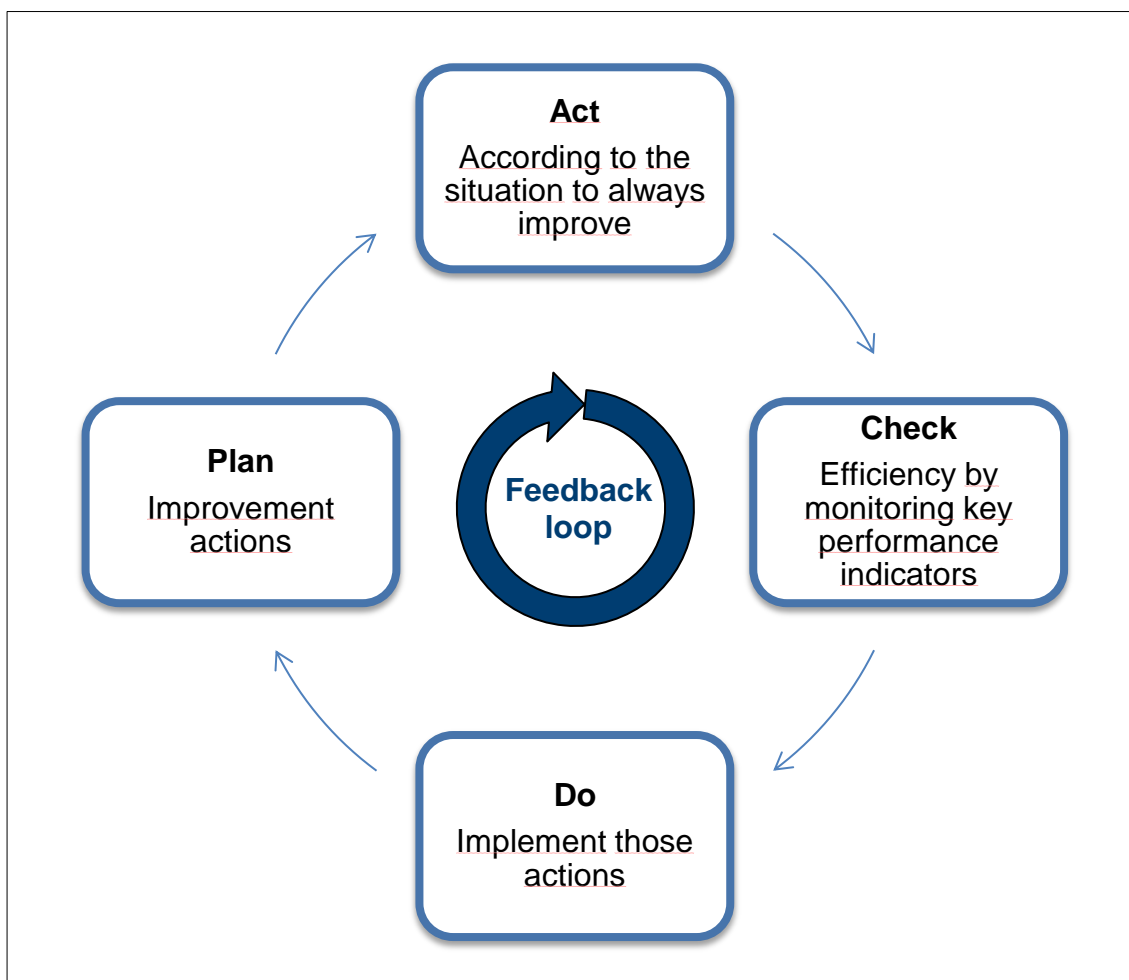 Act
According to the
situation to always
improve
Plan
Improvement
actions
Feedback
loop
Check
Efficiency by
monitoring key
performance
indicators
Do
Implement those
actions